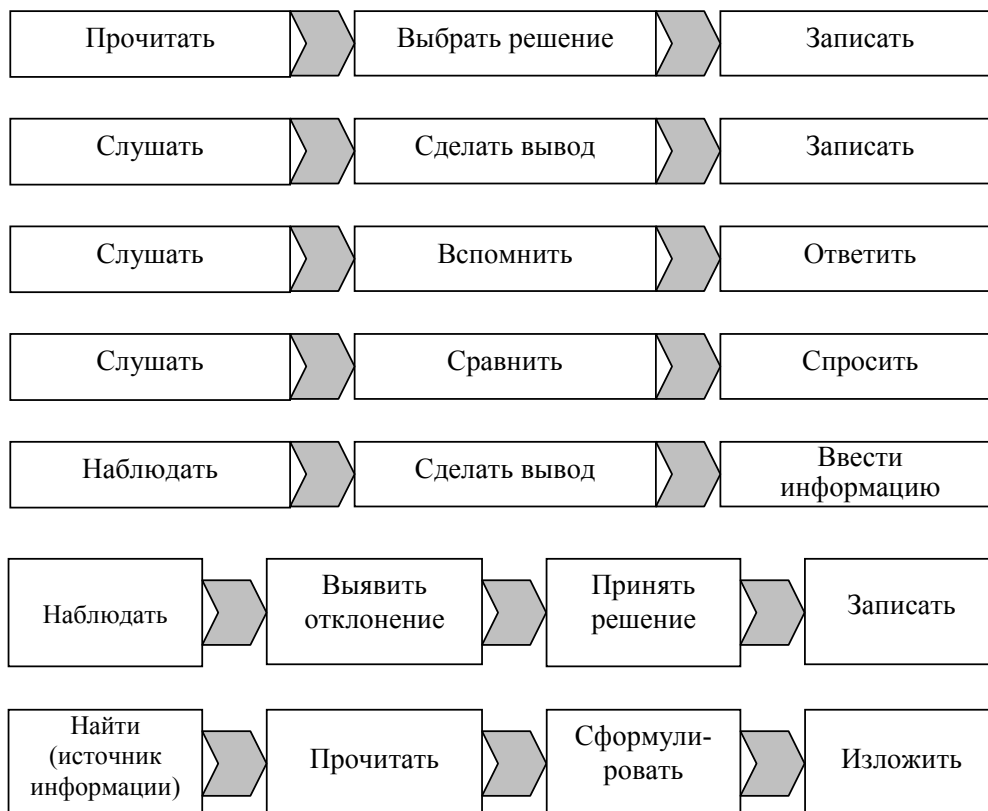 Прочитать
Выбрать решение
Записать
Слушать
Сделать вывод
Записать
Слушать
Вспомнить
Ответить
Слушать
Сравнить
Спросить
Наблюдать
Сделать вывод
Ввести
информацию
Наблюдать
Выявить
отклонение
Принять
решение
Записать
Найти
(источник
информации)
Прочитать
Сформули-
ровать
Изложить